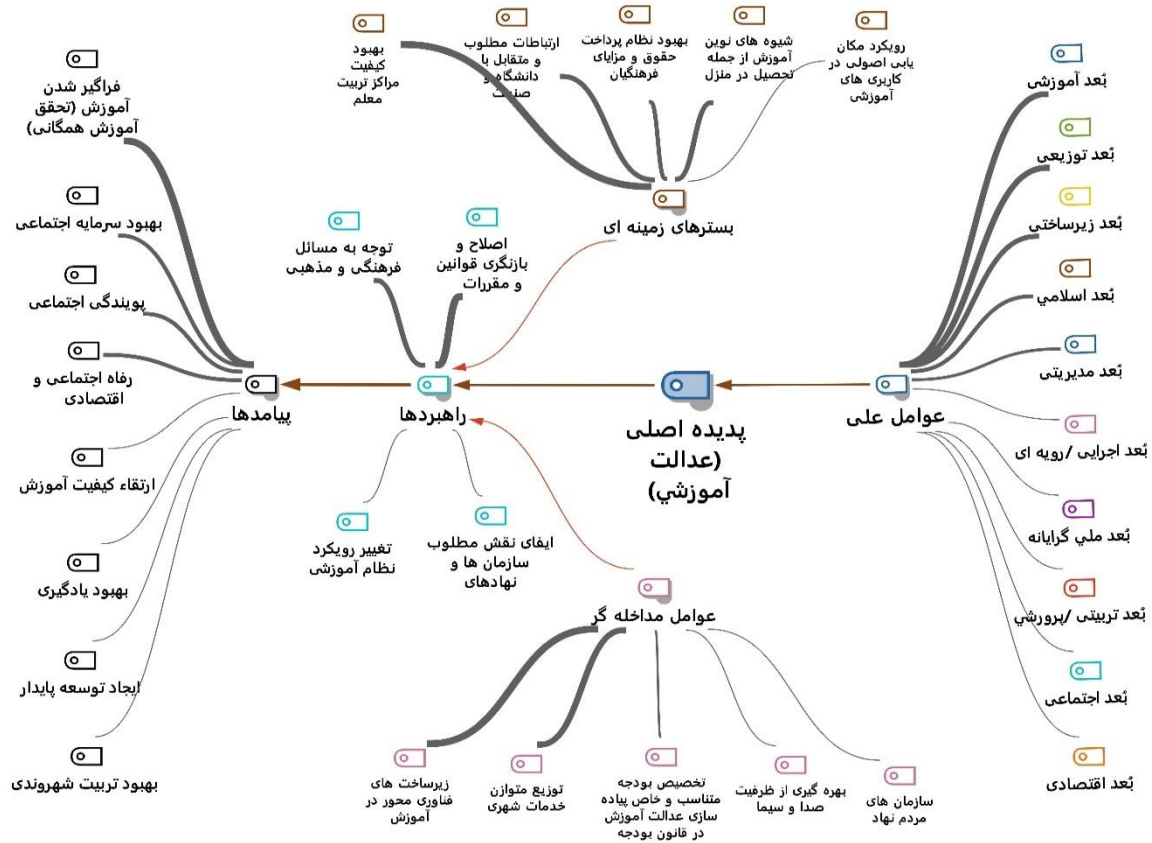 بهبود
کیفیت
مراکز تربیت
معلم
ارتباطات مطلوب
و متقابل با
دانشگاه و
صنعت
بهبود نظام پرداخت
حقوق و مزایای
فرهنگیان
شیوه های نوین
آموزش از جمله
تحصیل در منزل
رویکرد مکان
یابی اصولی در
کاربری های
آموزشی
بسترهای زمینه ای
بُعد آموزشی
بُعد توزیعی
بُعد زیرساختی
بُعد اسلامي
بُعد مدیریتی
عوامل علی
بُعد اجرایی /رویه ای
بُعد ملي گرایانه
بُعد تربیتی /پرورشي
بُعد اجتماعی
بُعد اقتصادی
پدیده اصلی
(عدالت
آموزشي)
اصلاح و
بازنگری قوانین
و مقررات
توجه به مسائل
فرهنگی و مذهبی
راهبردها
ایفای نقش مطلوب
سازمان ها و
نهادهای
تغییر رویکرد
نظام آموزشی
عوامل مداخله گر
سازمان های
مردم نهاد
بهره گیری از ظرفیت
صدا و سیما
تخصیص بودجه
متناسب و خاص پیاده
سازی عدالت آموزش
در قانون بودجه
توزیع متوازن
خدمات شهری
زیرساخت های
فناوری محور در
آموزش
فراگیر شدن
آموزش (تحقق
آموزش همگانی)
بهبود سرمایه اجتماعی
پویندگی اجتماعی
رفاه اجتماعی و
اقتصادی
پیامدها
ارتقاء کیفیت آموزش
بهبود یادگیری
ایجاد توسعه پایدار
بهبود تربیت شهروندی